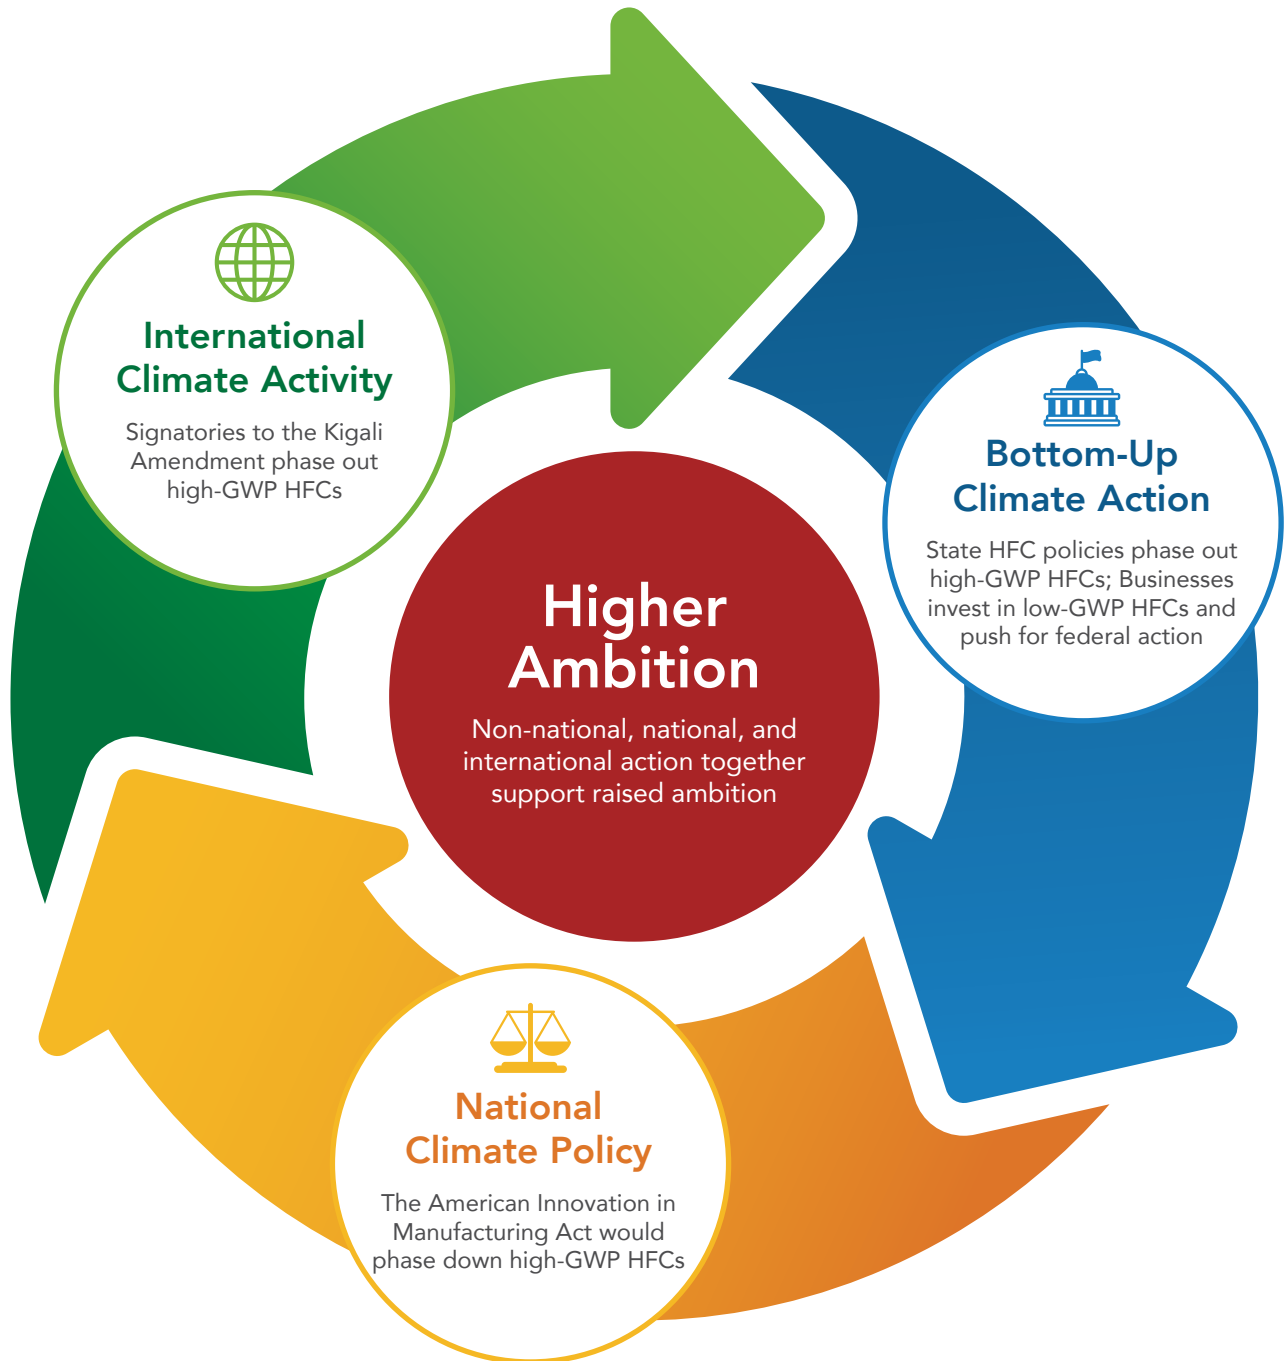 International
Climate Activity
Signatories to the Kigali
Amendment phase out
high-GWP HFCs
Bottom-Up
Climate Action
State HFC policies phase out
high-GWP HFCs; Businesses
invest in low-GWP HFCs and
push for federal action
Higher
Ambition
Non-national, national, and
international action together
support raised ambition
National
Climate Policy
The American Innovation in
Manufacturing Act would
phase down high-GWP HFCs